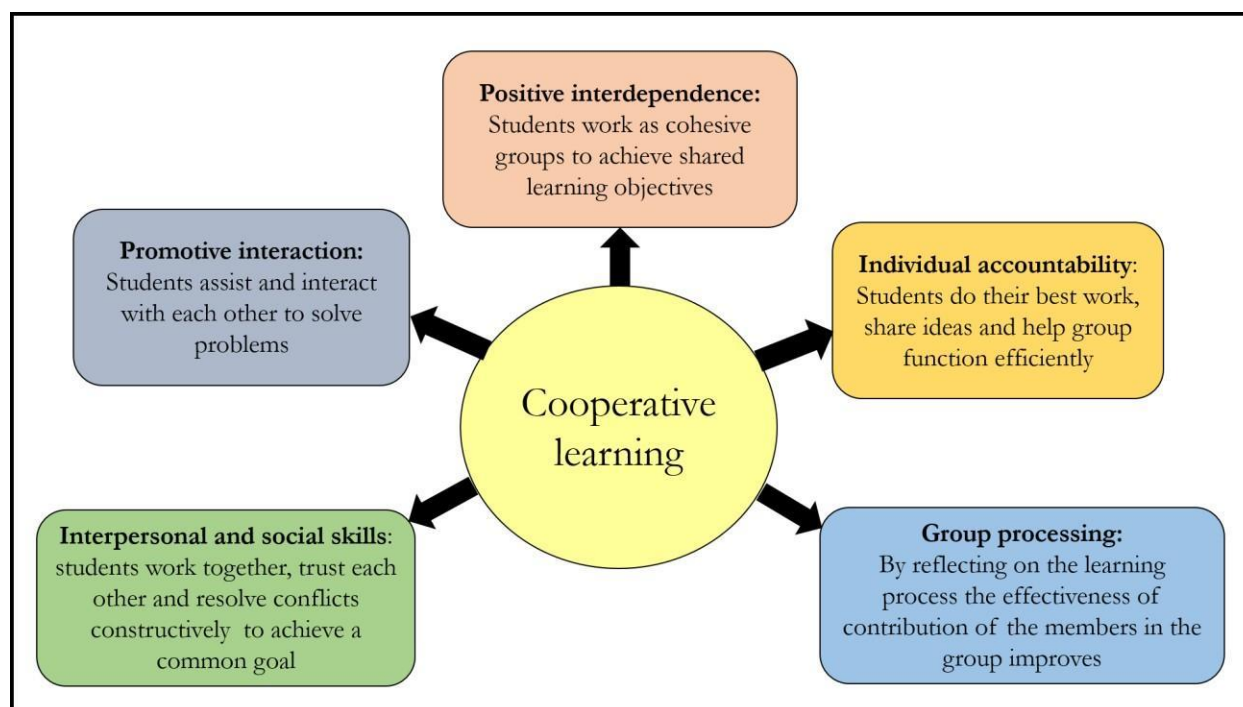 Positive interdependence:
Students work as cohesive
groups to achieve shared
learning objectives
Promotive interaction:
Students assist and interact
with each other to solve
problems
Individual accountability:
Students do their best work,
share ideas and help group
function efficiently
Cooperative
learning
Interpersonal and social skills:
students work together, trust each
other and resolve conflicts
constructively to achieve a
common goal
Group processing:
By reflecting on the learning
process the effectiveness of
contribution of the members in the
group improves